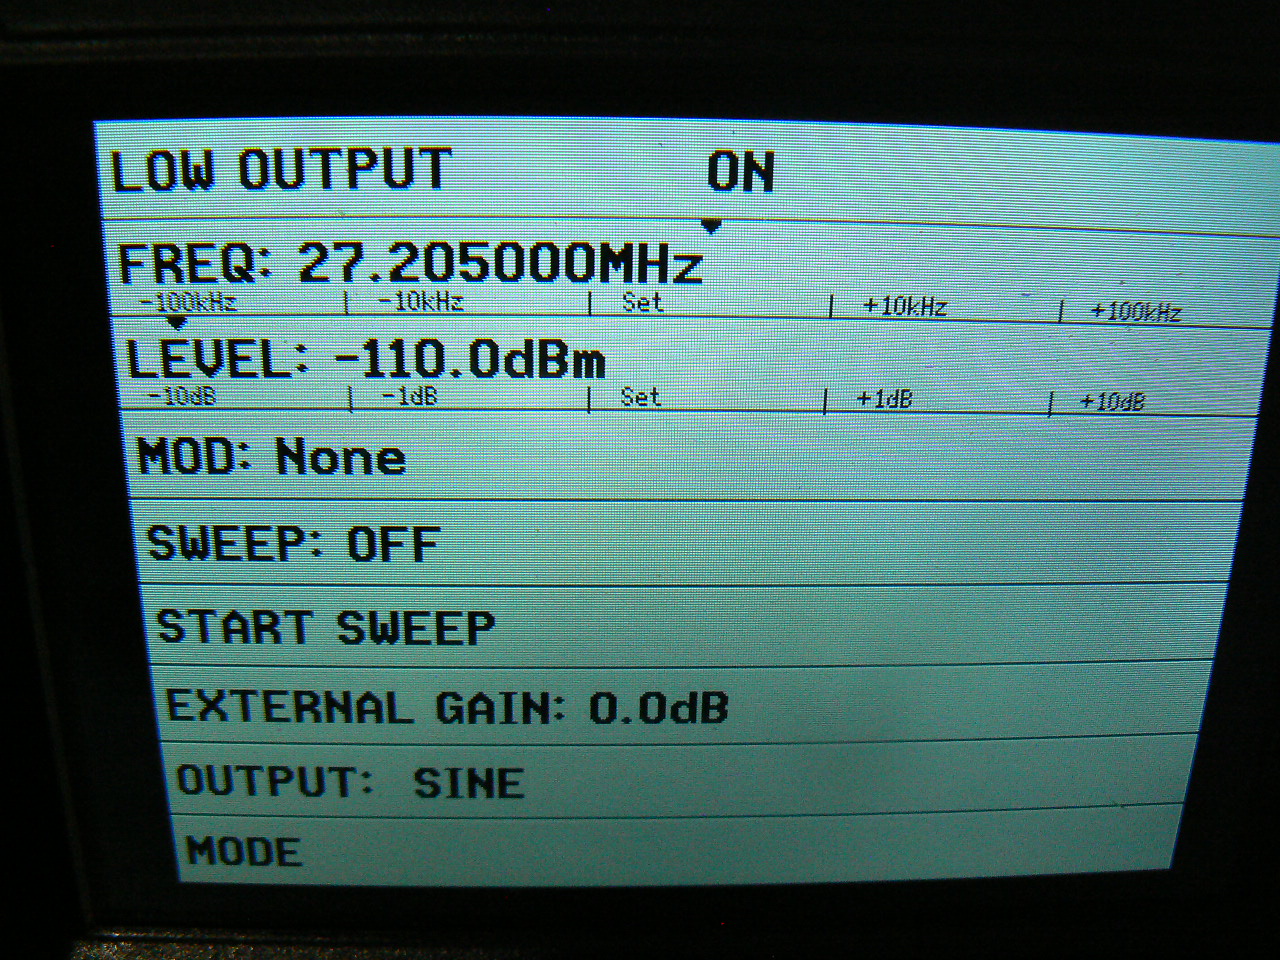 LOW OUTPUT ON
FREQ: 27.205000MHz
-100kHz | -10kHz | Set | +10kHz | +100kHz
LEVEL: -110.0dBm
-10dB | -1dB | Set | +1dB | +10dB
MOD: None
SWEEP: OFF
START SWEEP
EXTERNAL GAIN: 0.0dB
OUTPUT: SINE
MODE